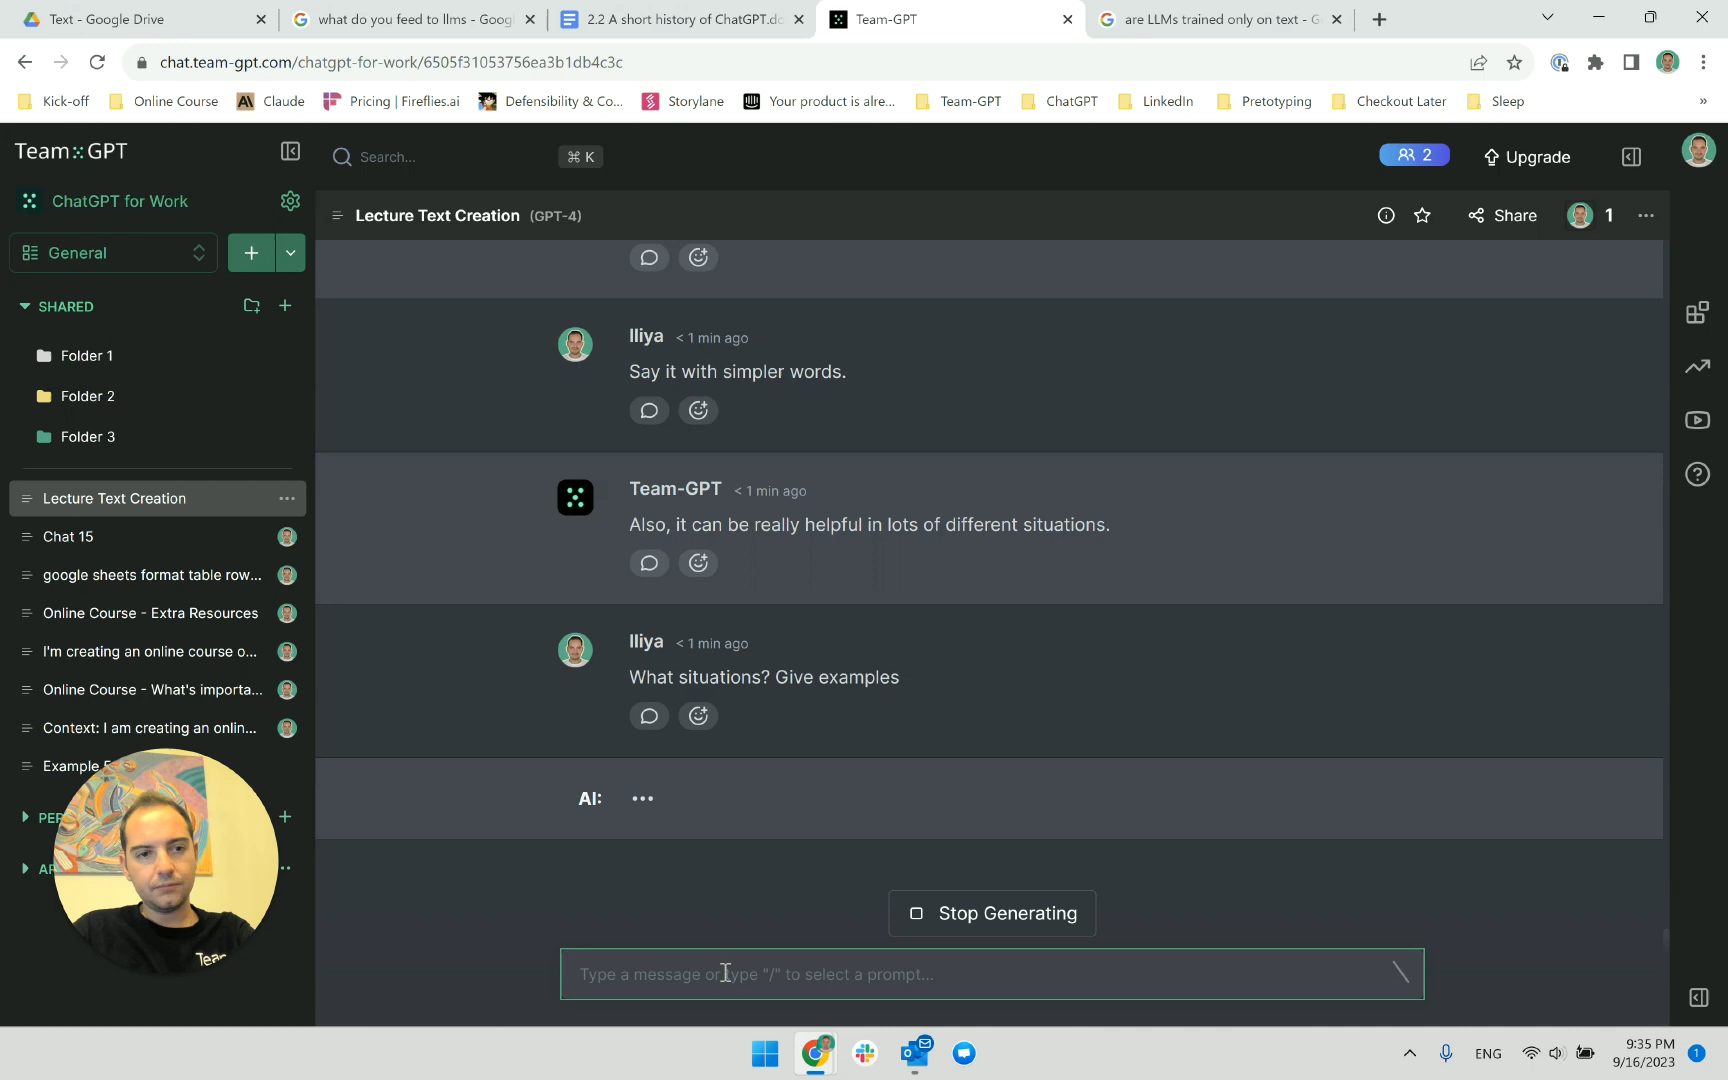 Text - Google Drive
what do you feed to llms - Goog
2.2 A short history of ChatGPT.do
Team-GPT
are LLMs trained only on text - G
chat.team-gpt.com/chatgpt-for-work/6505f31053756ea3b1db4c3c
Kick-off
Online Course
Claude
Pricing | Fireflies.ai
Defensibility & Co...
Storylane
Your product is alre...
Team-GPT
ChatGPT
LinkedIn
Pretotyping
Checkout Later
Sleep
»
Team GPT
Search...
⌘ K
2
Upgrade
ChatGPT for Work
Lecture Text Creation (GPT-4)
Share
1
General
SHARED
Folder 1
Folder 2
Folder 3
Lecture Text Creation
Chat 15
google sheets format table row...
Online Course - Extra Resources
I'm creating an online course o...
Online Course - What's importa...
Context: I am creating an onlin...
Example
PE
AR
Iliya < 1 min ago
Say it with simpler words.
Team-GPT < 1 min ago
Also, it can be really helpful in lots of different situations.
Iliya < 1 min ago
What situations? Give examples
AI: •••
Stop Generating
Type a message or type "/" to select a prompt...
ENG
9:35 PM
9/16/2023
1